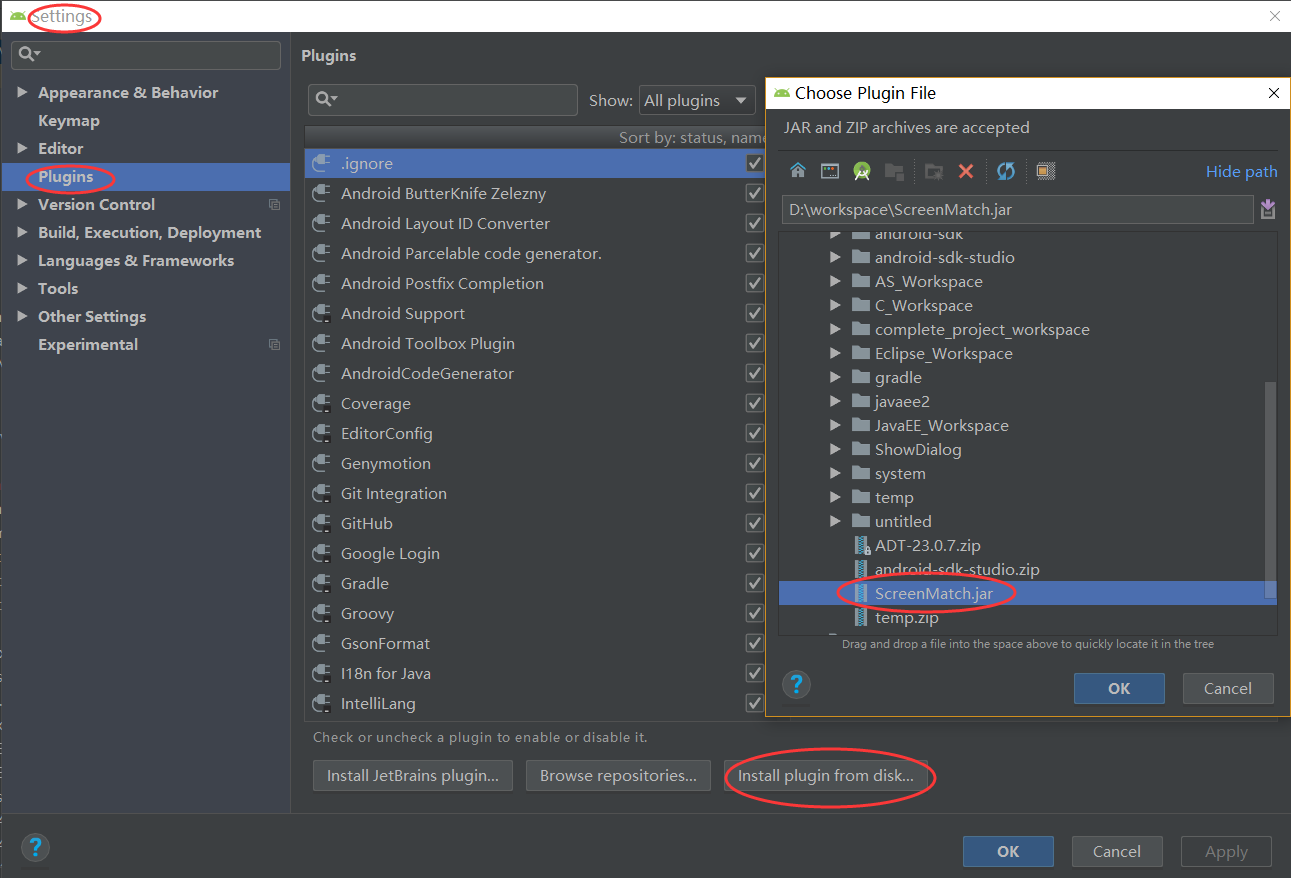 Settings
Plugins
Appearance & Behavior
Keymap
Editor
Plugins
Version Control
Build, Execution, Deployment
Languages & Frameworks
Tools
Other Settings
Experimental
Show: All plugins
Sort by: status, name
.ignore
Android ButterKnife Zelezny
Android Layout ID Converter
Android Parcelable code generator.
Android Postfix Completion
Android Support
Android Toolbox Plugin
AndroidCodeGenerator
Coverage
EditorConfig
Genymotion
Git Integration
GitHub
Google Login
Gradle
Groovy
GsonFormat
I18n for Java
IntelliLang
Check or uncheck a plugin to enable or disable it.
Install JetBrains plugin... Browse repositories... Install plugin from disk...
Choose Plugin File
JAR and ZIP archives are accepted
Hide path
D:\workspace\ScreenMatch.jar
android-sdk
android-sdk-studio
AS_Workspace
C_Workspace
complete_project_workspace
Eclipse_Workspace
gradle
javaee2
JavaEE_Workspace
ShowDialog
system
temp
untitled
ADT-23.0.7.zip
android-sdk-studio.zip
ScreenMatch.jar
temp.zip
Drag and drop a file into the space above to quickly locate it in the tree
? OK Cancel
? OK Cancel Apply